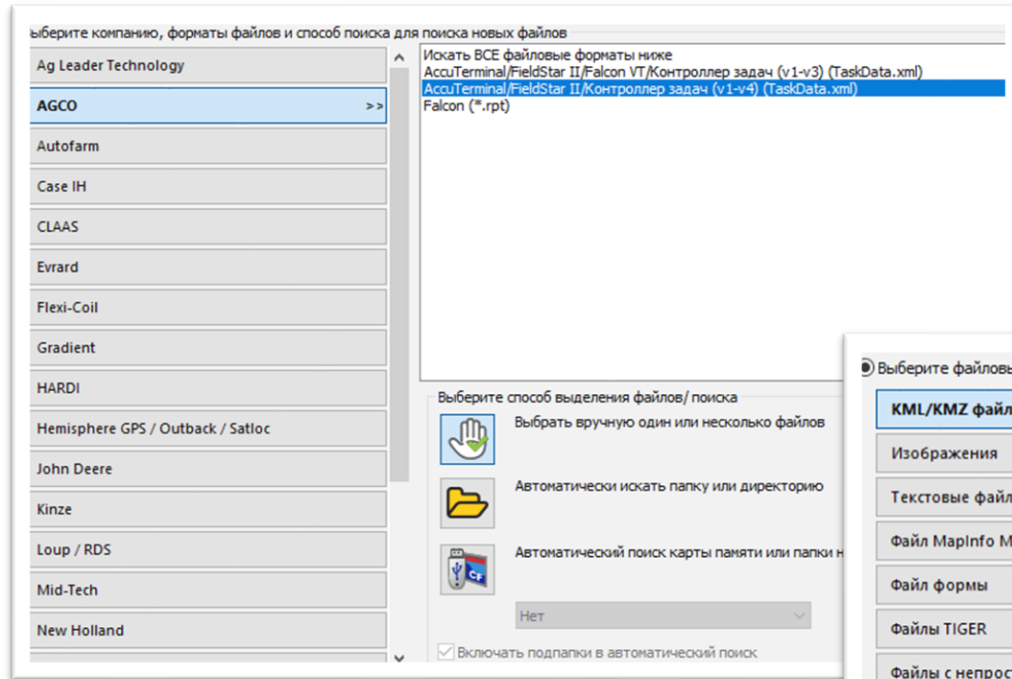 ыберите компанию, форматы файлов и способ поиска для поиска новых файлов
Ag Leader Technology
AGCO >>
Autofarm
Case IH
CLAAS
Evrard
Flexi-Coil
Gradient
HARDI
Hemisphere GPS / Outback / Satloc
John Deere
Kinze
Loup / RDS
Mid-Tech
New Holland
Искать ВСЕ файловые форматы ниже
AccuTerminal/FieldStar II/Falcon VT/Контроллер задач (v1-v3) (TaskData.xml)
AccuTerminal/FieldStar II/Контроллер задач (v1-v4) (TaskData.xml)
Falcon (*.rpt)
Выберите способ выделения файлов/ поиска
Выбрать вручную один или несколько файлов
Автоматически искать папку или директорию
CF
Автоматический поиск карты памяти или папки н
Нет
Включать подпапки в автоматический поиск
Выберите файловы
KML/KMZ файл
Изображения
Текстовые файл
Файл MapInfo M
Файл формы
Файлы TIGER
Файлы с непрос